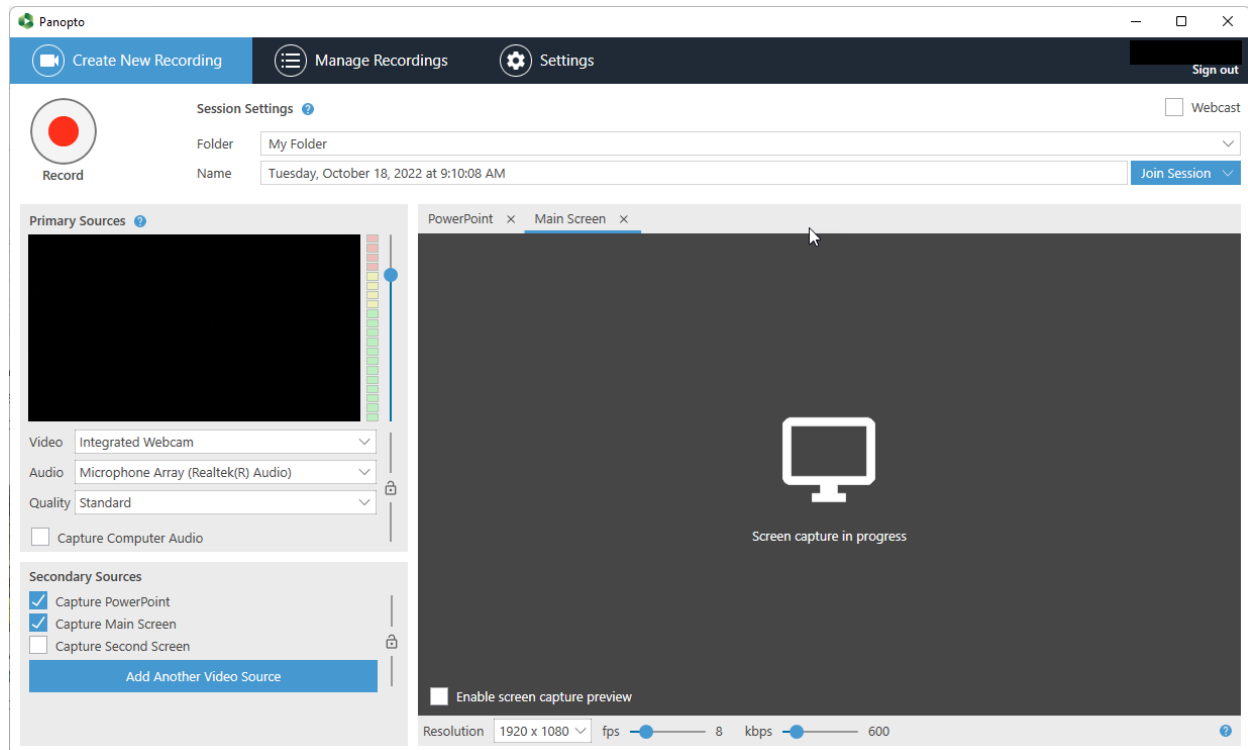 Panopto
Create New Recording
Manage Recordings
Settings
Sign out
Session Settings
Webcast
Folder My Folder
Record
Name Tuesday, October 18, 2022 at 9:10:08 AM Join Session
Primary Sources
PowerPoint
Main Screen
Video Integrated Webcam
Audio Microphone Array (Realtek(R) Audio)
Quality Standard
Capture Computer Audio
Screen capture in progress
Secondary Sources
Capture PowerPoint
Capture Main Screen
Capture Second Screen
Add Another Video Source
Enable screen capture preview
Resolution 1920 x 1080 fps 8 kbps 600